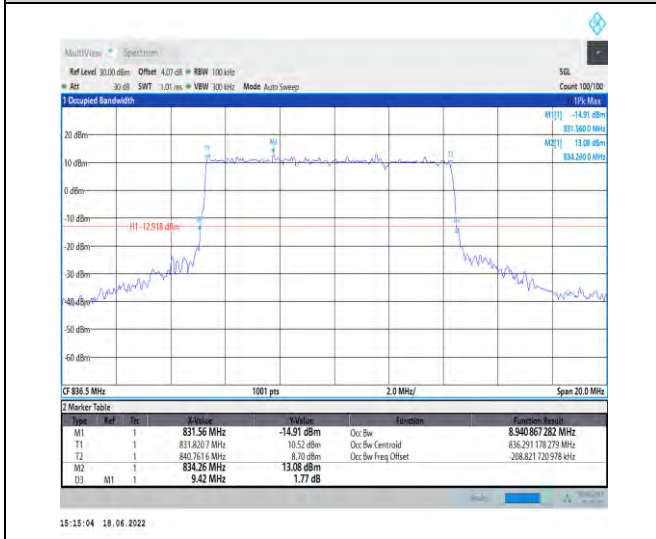 MultiView Spectrum
Ref Level 30.00 dBm Offset 4.07 dB RBW 100 kHz SGL
Att 30 dB SWT 1.01 ms VBW 300 kHz Mode Auto Sweep Count 100/100
1 Occupied Bandwidth 1Pk Max
M1[1] -14.91 dBm
831.560 0 MHz
M2[1] 13.08 dBm
834.260 0 MHz
20 dBm
10 dBm
0 dBm
-10 dBm
H1 -12.918 dBm
-20 dBm
-30 dBm
-40 dBm
-50 dBm
-60 dBm
T1
M2
T2
CF 836.5 MHz 1001 pts 2.0 MHz/ Span 20.0 MHz
2 Marker Table
Type Ref Trc X-Value Y-Value Function Function Result
M1 1 831.56 MHz -14.91 dBm Occ Bw 8.940 867 282 MHz
T1 1 831.820 7 MHz 10.52 dBm Occ Bw Centroid 836.291 178 279 MHz
T2 1 840.761 6 MHz 8.70 dBm Occ Bw Freq Offset -208.821 720 978 kHz
M2 1 834.26 MHz 13.08 dBm
D3 M1 1 9.42 MHz 1.77 dB
15:15:04 18.06.2022